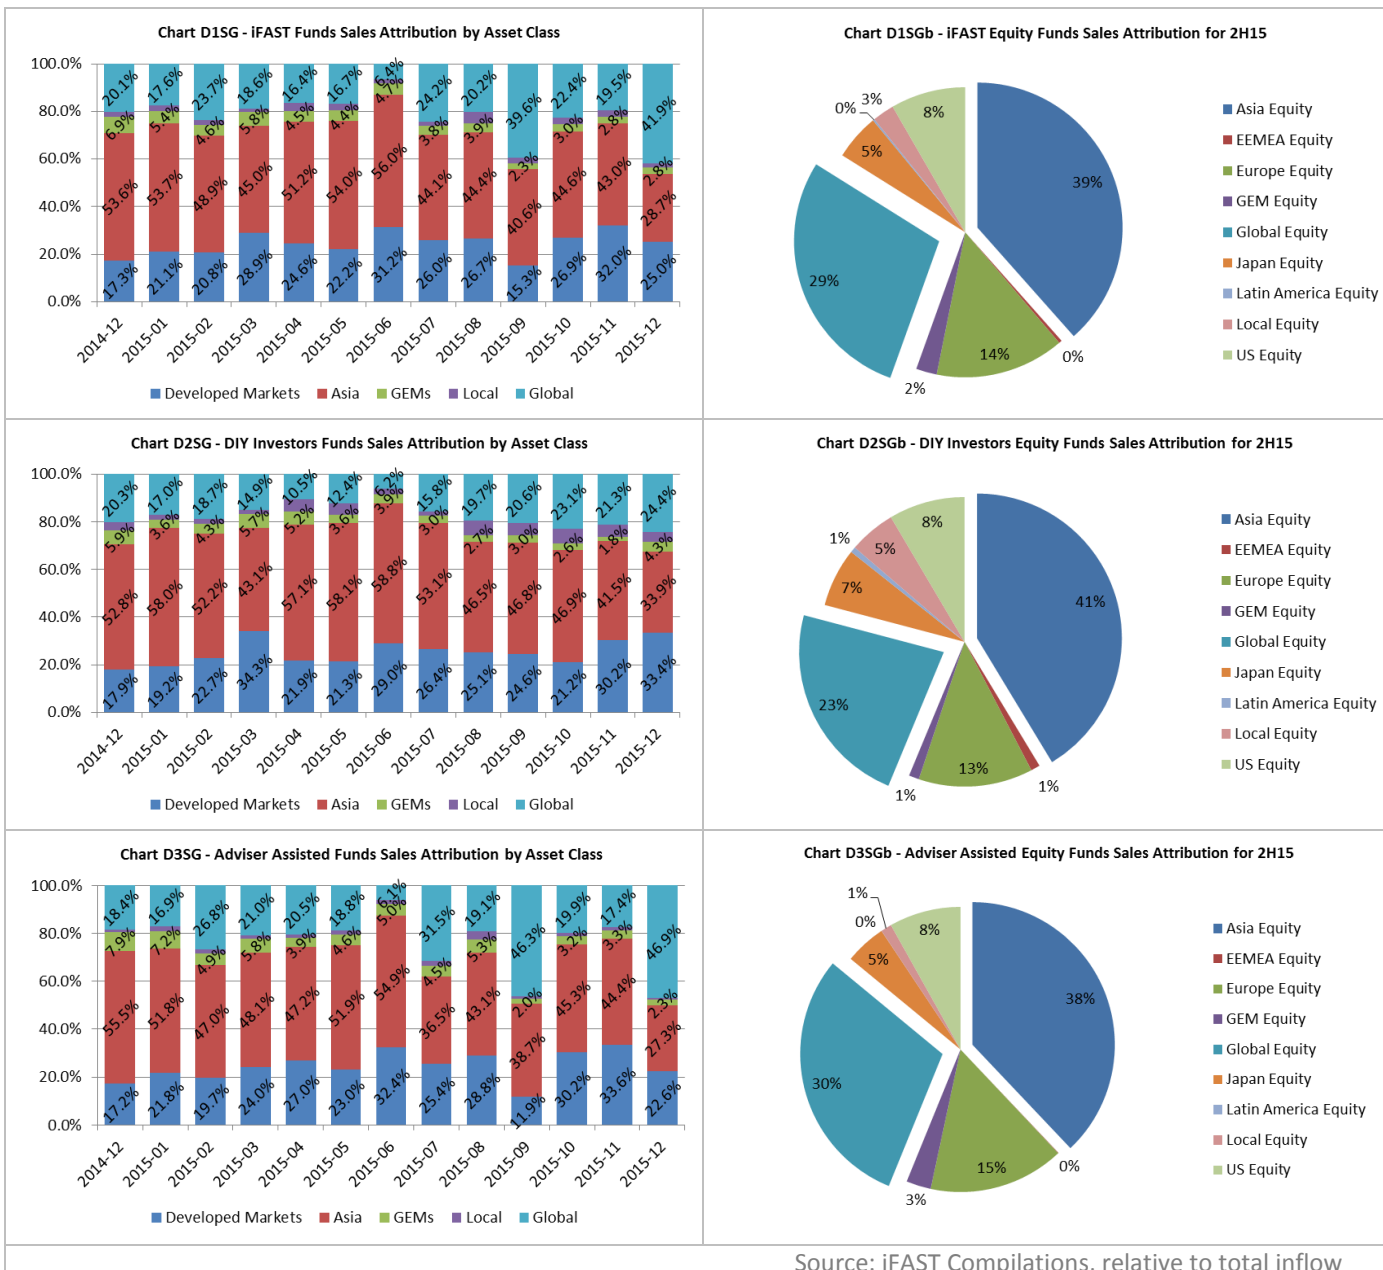 Chart D1SG - iFAST Funds Sales Attribution by Asset Class
100.0%
80.0%
60.0%
40.0%
20.0%
0.0%
20.1% 17.6% 23.7% 18.6% 16.4% 16.7% 6.4% 24.2% 20.2% 39.6% 22.4% 19.5% 41.9%
6.9% 5.4% 4.6% 5.8% 4.5% 4.4% 4.7% 3.8% 3.9% 2.3% 3.0% 2.8% 2.8%
53.6% 53.7% 48.9% 45.0% 51.2% 54.0% 56.0% 44.1% 44.4% 40.6% 44.6% 43.0% 28.7%
17.3% 21.1% 20.8% 28.9% 24.6% 22.2% 31.2% 26.0% 26.7% 15.3% 26.9% 32.0% 25.0%
2014-12 2015-01 2015-02 2015-03 2015-04 2015-05 2015-06 2015-07 2015-08 2015-09 2015-10 2015-11 2015-12
Developed Markets Asia GEMs Local Global
Chart D1SGb - iFAST Equity Funds Sales Attribution for 2H15
39%
0%
14%
2%
29%
5%
0%
3%
8%
Asia Equity
EEMEA Equity
Europe Equity
GEM Equity
Global Equity
Japan Equity
Latin America Equity
Local Equity
US Equity
Chart D2SG - DIY Investors Funds Sales Attribution by Asset Class
100.0%
80.0%
60.0%
40.0%
20.0%
0.0%
20.3% 17.0% 18.7% 14.9% 10.5% 12.4% 6.2% 15.8% 19.7% 20.6% 23.1% 21.3% 24.4%
5.9% 3.6% 4.3% 5.7% 5.2% 3.6% 3.9% 3.0% 2.7% 3.0% 2.6% 1.8% 4.3%
52.8% 58.0% 52.2% 43.1% 57.1% 58.1% 58.8% 53.1% 46.5% 46.8% 46.9% 41.5% 33.9%
17.9% 19.2% 22.7% 34.3% 21.9% 21.3% 29.0% 26.4% 25.1% 24.6% 21.2% 30.2% 33.4%
2014-12 2015-01 2015-02 2015-03 2015-04 2015-05 2015-06 2015-07 2015-08 2015-09 2015-10 2015-11 2015-12
Developed Markets Asia GEMs Local Global
Chart D2SGb - DIY Investors Equity Funds Sales Attribution for 2H15
41%
1%
13%
1%
23%
7%
1%
5%
8%
Asia Equity
EEMEA Equity
Europe Equity
GEM Equity
Global Equity
Japan Equity
Latin America Equity
Local Equity
US Equity
Chart D3SG - Adviser Assisted Funds Sales Attribution by Asset Class
100.0%
80.0%
60.0%
40.0%
20.0%
0.0%
18.4% 16.9% 26.8% 21.0% 20.5% 18.8% 6.1% 31.5% 19.1% 46.3% 19.9% 17.4% 46.9%
7.9% 7.2% 4.9% 5.8% 3.9% 4.6% 5.0% 4.5% 5.3% 2.0% 3.2% 3.3% 2.3%
55.5% 51.8% 47.0% 48.1% 47.2% 51.9% 54.9% 36.5% 43.1% 38.7% 45.3% 44.4% 27.3%
17.2% 21.8% 19.7% 24.0% 27.0% 23.0% 32.4% 25.4% 28.8% 11.9% 30.2% 33.6% 22.6%
2014-12 2015-01 2015-02 2015-03 2015-04 2015-05 2015-06 2015-07 2015-08 2015-09 2015-10 2015-11 2015-12
Developed Markets Asia GEMs Local Global
Chart D3SGb - Adviser Assisted Equity Funds Sales Attribution for 2H15
38%
0%
15%
3%
30%
5%
0%
1%
8%
Asia Equity
EEMEA Equity
Europe Equity
GEM Equity
Global Equity
Japan Equity
Latin America Equity
Local Equity
US Equity
Source: iFAST Compilations, relative to total inflow